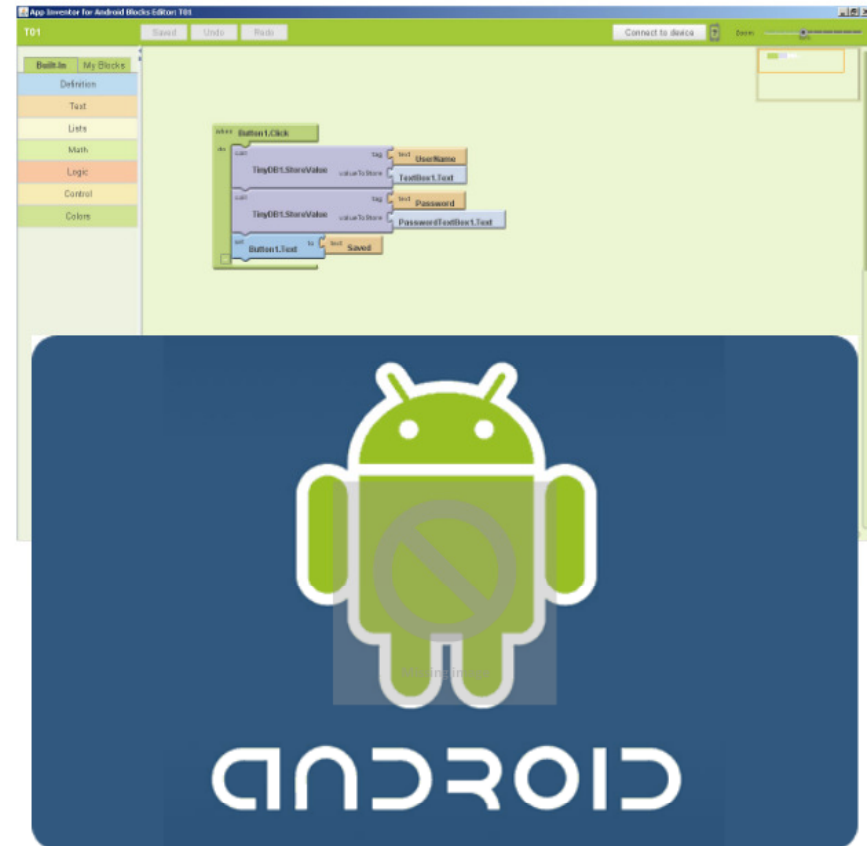 App Inventor for Android Blocks Editor: T01
T01 Saved Undo Redo Connect to device Zoom
Built-In My Blocks
Definition
Text
Lists
Math
Logic
Control
Colors
when Button1.Click
do
call TinyDB1.StoreValue tag text UserName
valueToStore TextBox1.Text
call TinyDB1.StoreValue tag text Password
valueToStore PasswordTextBox1.Text
set Button1.Text to text Saved
ANDROID